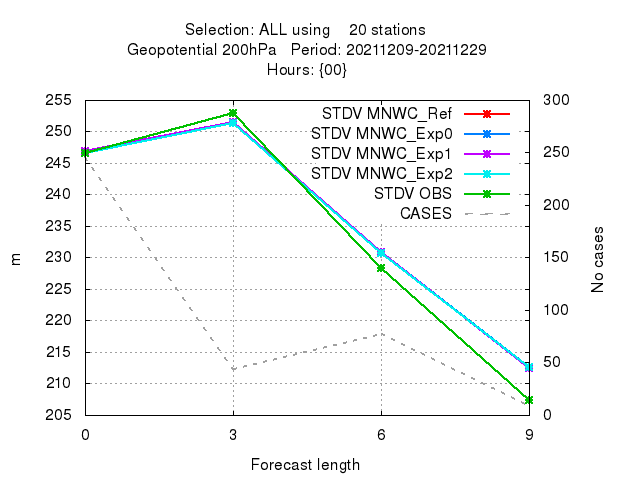 Selection: ALL using 20 stations
Geopotential 200hPa Period: 20211209-20211229
Hours: {00}
255 300
STDV MNWC_Ref
250 STDV MNWC_Exp0 250
245 STDV MNWC_Exp1
240 STDV MNWC_Exp2 200
STDV OBS
235 CASES
230 150
m No cases
225 100
220
215 50
210
205 0
0 3 6 9
Forecast length